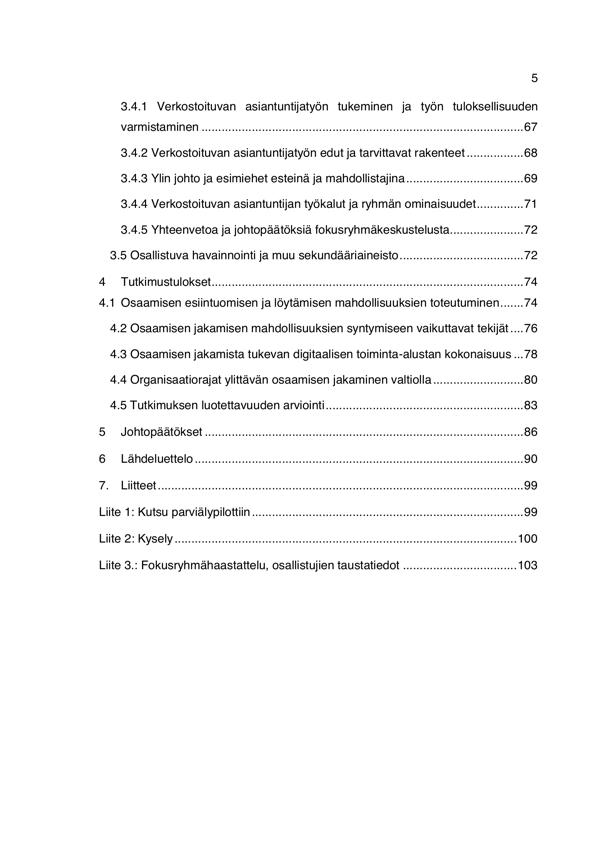 5
3.4.1 Verkostoituvan asiantuntijatyön tukeminen ja työn tuloksellisuuden
varmistaminen ................................................................................................67
3.4.2 Verkostoituvan asiantuntijatyön edut ja tarvittavat rakenteet .................68
3.4.3 Ylin johto ja esimiehet esteinä ja mahdollistajina ...................................69
3.4.4 Verkostoituvan asiantuntijan työkalut ja ryhmän ominaisuudet..............71
3.4.5 Yhteenvetoa ja johtopäätöksiä fokusryhmäkeskustelusta......................72
3.5 Osallistuva havainnointi ja muu sekundääriaineisto.....................................72
4 Tutkimustulokset.............................................................................................74
4.1 Osaamisen esiintuomisen ja löytämisen mahdollisuuksien toteutuminen.......74
4.2 Osaamisen jakamisen mahdollisuuksien syntymiseen vaikuttavat tekijät ....76
4.3 Osaamisen jakamista tukevan digitaalisen toiminta-alustan kokonaisuus ...78
4.4 Organisaatiorajat ylittävän osaamisen jakaminen valtiolla ...........................80
4.5 Tutkimuksen luotettavuuden arviointi...........................................................83
5 Johtopäätökset ...............................................................................................86
6 Lähdeluettelo ..................................................................................................90
7. Liitteet .............................................................................................................99
Liite 1: Kutsu parviälypilottiin .................................................................................99
Liite 2: Kysely ......................................................................................................100
Liite 3.: Fokusryhmähaastattelu, osallistujien taustatiedot ..................................103